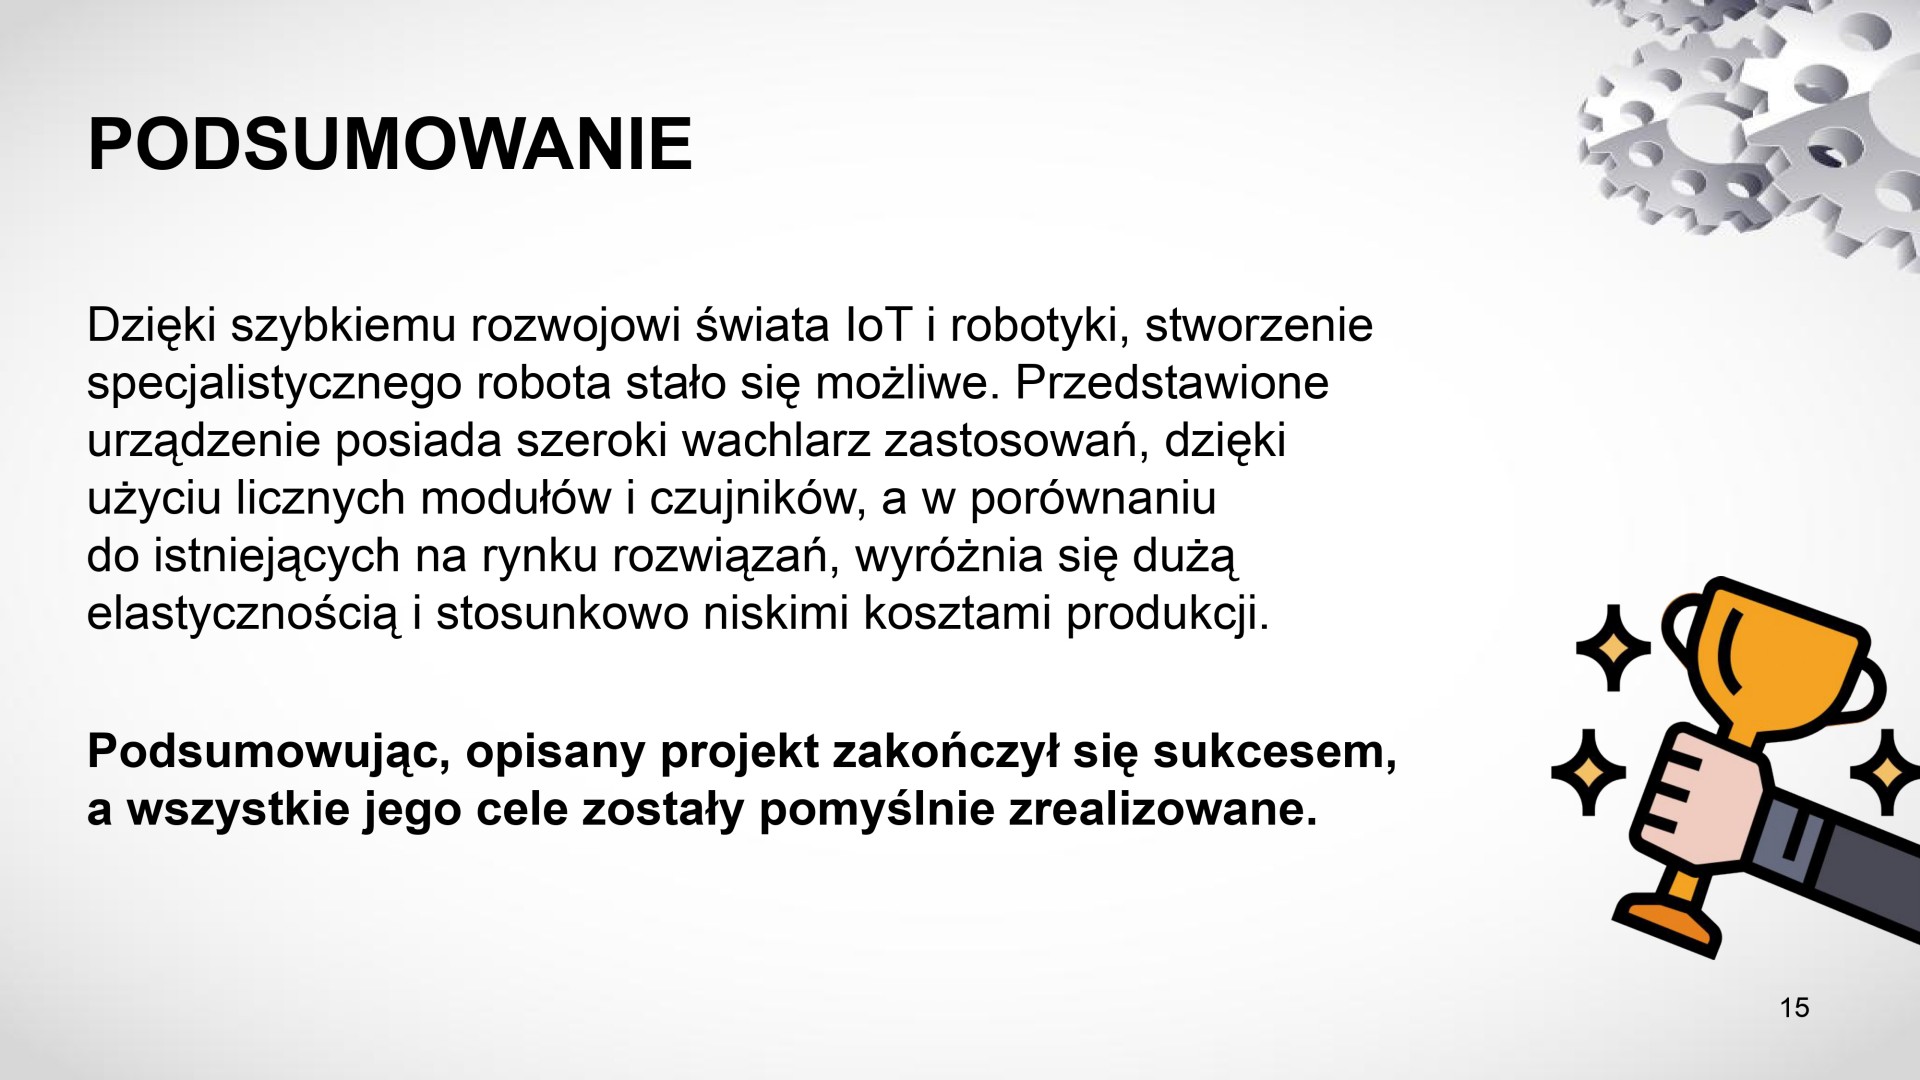 PODSUMOWANIE
Dzięki szybkiemu rozwojowi świata IoT i robotyki, stworzenie
specjalistycznego robota stało się możliwe. Przedstawione
urządzenie posiada szeroki wachlarz zastosowań, dzięki
użyciu licznych modułów i czujników, a w porównaniu
do istniejących na rynku rozwiązań, wyróżnia się dużą
elastycznością i stosunkowo niskimi kosztami produkcji.
Podsumowując, opisany projekt zakończył się sukcesem,
a wszystkie jego cele zostały pomyślnie zrealizowane.
15